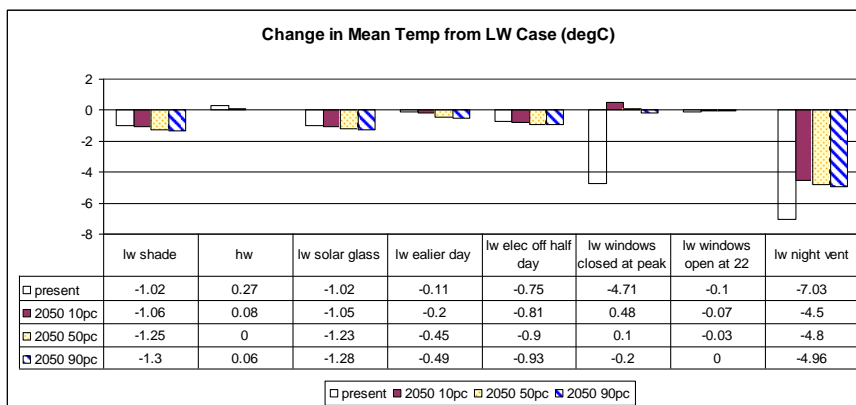 Change in Mean Temp from LW Case (degC)
2
0
-2
-4
-6
-8
lw shade hw lw solar glass lw ealier day lw elec off half day lw windows closed at peak lw windows open at 22 lw night vent
present -1.02 0.27 -1.02 -0.11 -0.75 -4.71 -0.1 -7.03
2050 10pc -1.06 0.08 -1.05 -0.2 -0.81 0.48 -0.07 -4.5
2050 50pc -1.25 0 -1.23 -0.45 -0.9 0.1 -0.03 -4.8
2050 90pc -1.3 0.06 -1.28 -0.49 -0.93 -0.2 0 -4.96
present 2050 10pc 2050 50pc 2050 90pc